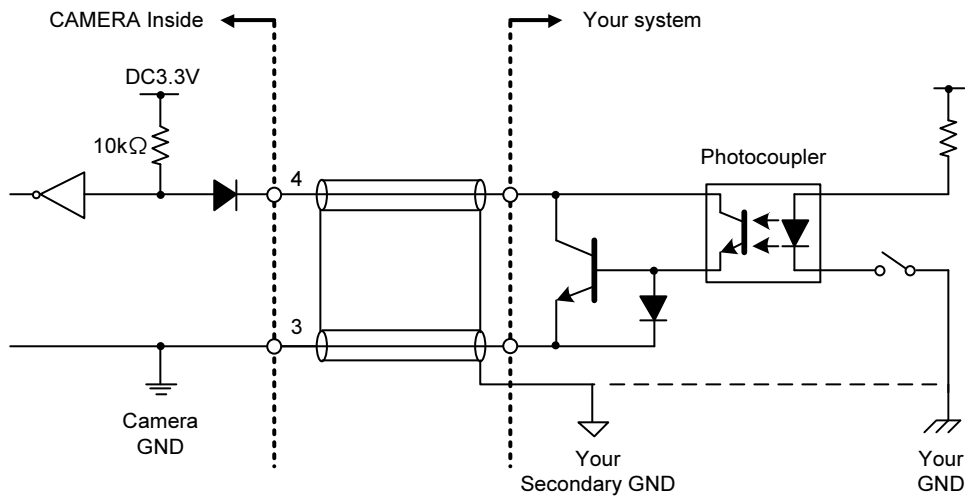 CAMERA Inside
Your system
DC3.3V
10kΩ
Photocoupler
4
3
Camera
GND
Your
Secondary GND
Your
GND